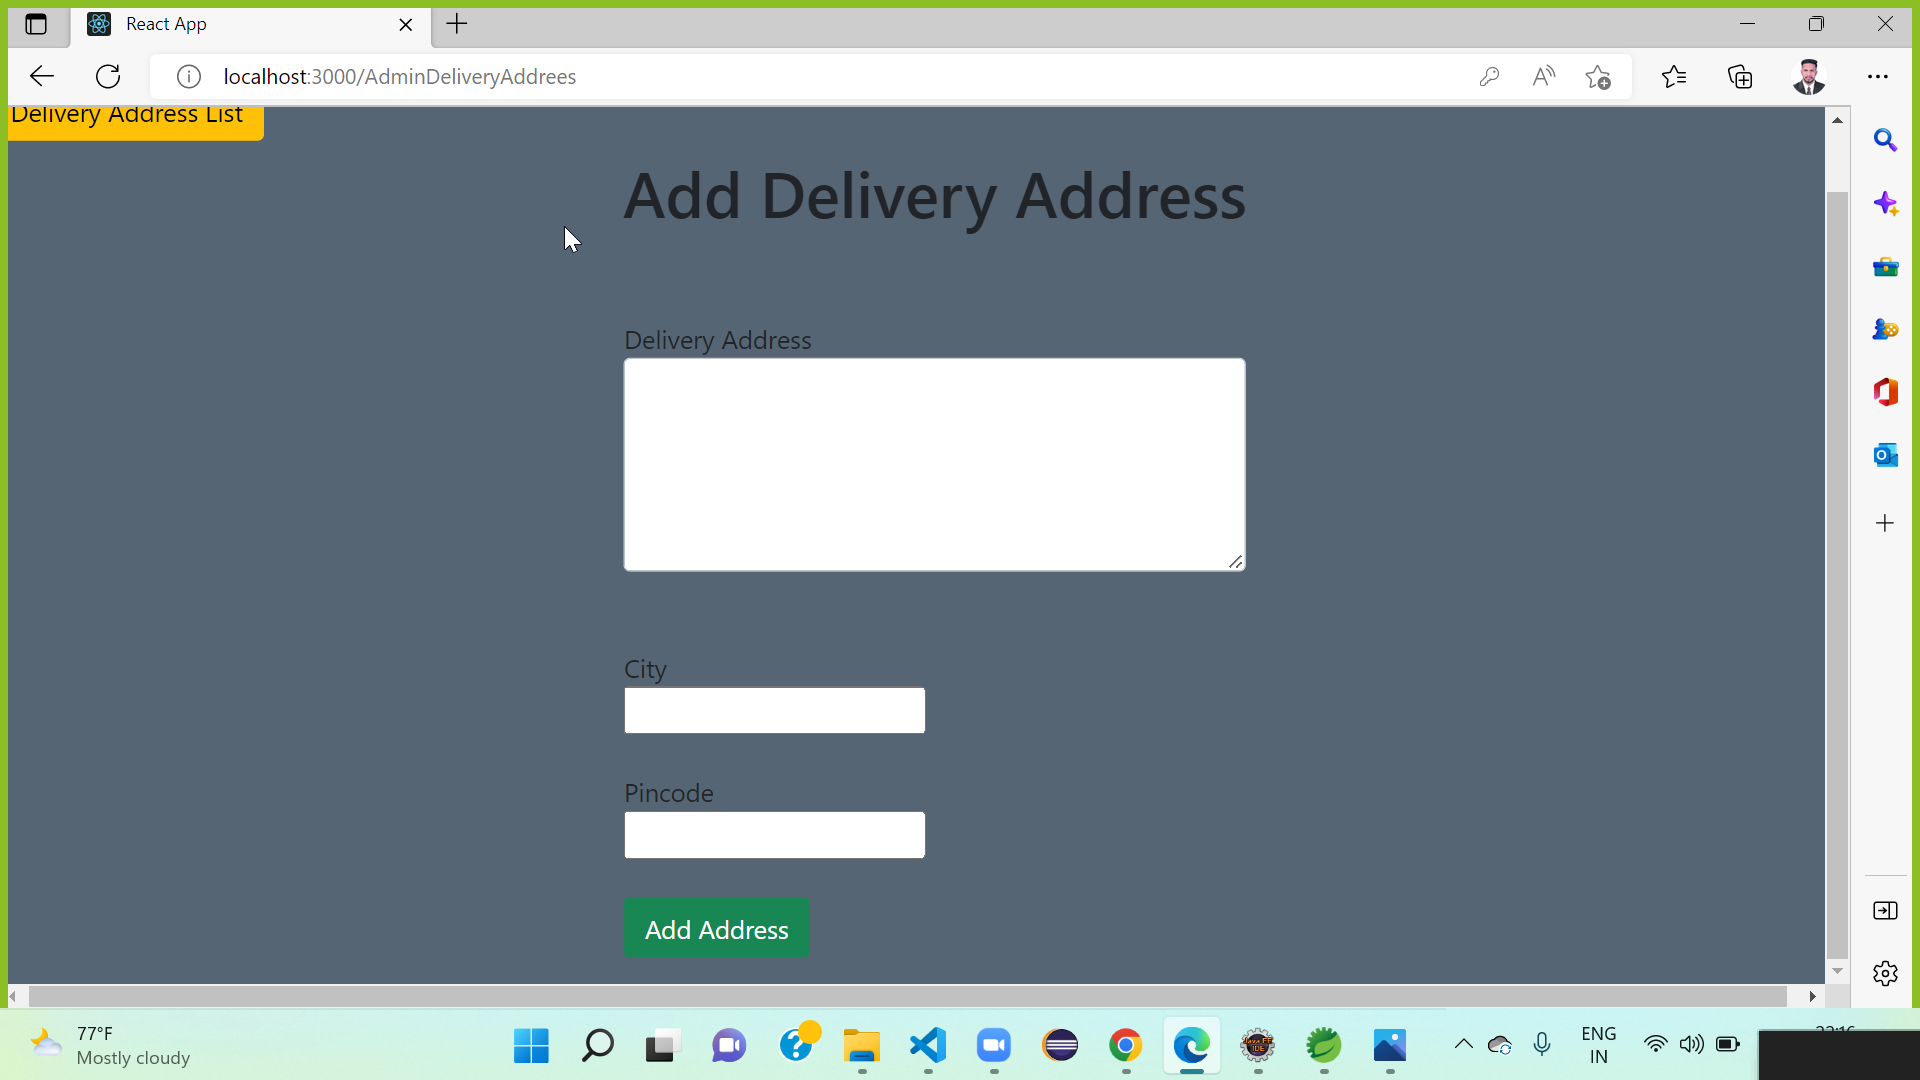 React App
localhost:3000/AdminDeliveryAddrees
Delivery Address List
Add Delivery Address
Delivery Address
City
Pincode
Add Address
77°F
Mostly cloudy
ENG
IN